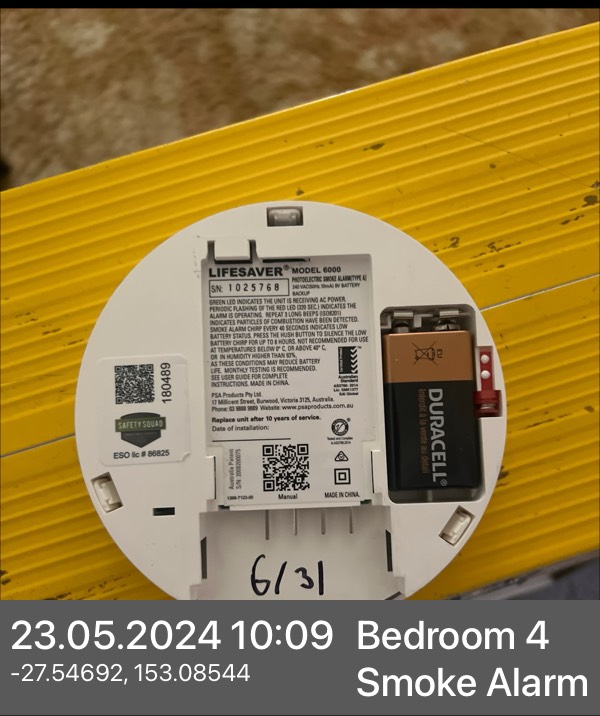 LIFESAVER® MODEL 6000
PHOTOELECTRIC SMOKE ALARM(TYPE A)
SN: 1025768
240 VAC(50Hz, 50mA) 9V BATTERY
BACKUP
GREEN LED INDICATES THE UNIT IS RECEIVING AC POWER.
PERIODIC FLASHING OF THE RED LED (320 SEC.) INDICATES THE
ALARM IS OPERATING. REPEAT 3 LONG BEEPS (ISO8201)
INDICATES PARTICLES OF COMBUSTION HAVE BEEN DETECTED.
SMOKE ALARM CHIRP EVERY 40 SECONDS INDICATES LOW
BATTERY STATUS. PRESS THE HUSH BUTTON TO SILENCE THE LOW
BATTERY CHIRP FOR UP TO 8 HOURS. NOT RECOMMENDED FOR USE
AT TEMPERATURES BELOW 0° C, OR ABOVE 40° C,
OR IN HUMIDITY HIGHER THAN 93%,
AS THESE CONDITIONS MAY REDUCE BATTERY
LIFE. MONTHLY TESTING IS RECOMMENDED.
SEE USER GUIDE FOR COMPLETE
INSTRUCTIONS. MADE IN CHINA.
Australian
Standard
PSA Products Pty Ltd.
17 Millicent Street, Burwood, Victoria 3125, Australia.
Phone: 03 9888 9889 Website: www.psaproducts.com.au
Replace unit after 10 years of service.
Date of installation:
Australia Patent
Manual
MADE IN CHINA.
180489
SAFETY SQUAD
ESO lic # 86825
DURACELL®
6/31
23.05.2024 10:09
-27.54692, 153.08544
Bedroom 4
Smoke Alarm